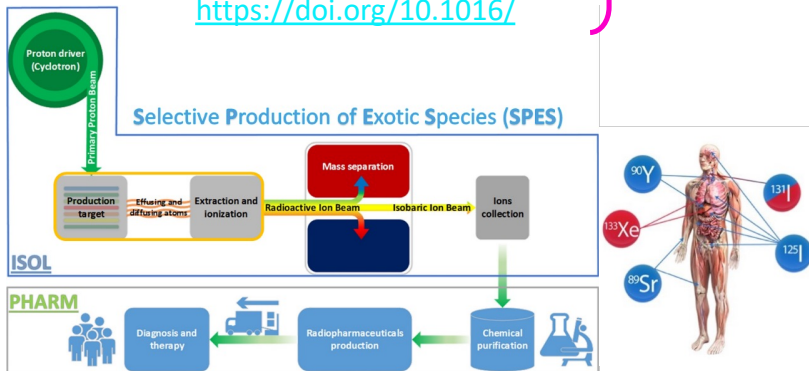 https://doi.org/10.1016/
Proton driver
(Cyclotron)
Primary Proton Beam
Selective Production of Exotic Species (SPES)
Mass separation
Production
target
Effusing and
diffusing atoms
Extraction and
ionization
Radioactive Ion Beam
Isobaric Ion Beam
Ions
collection
ISOL
PHARM
Diagnosis and
therapy
Radiopharmaceuticals
production
Chemical
purification
⁹⁰Y
¹³¹I
¹³³Xe
¹²⁵I
⁸⁹Sr